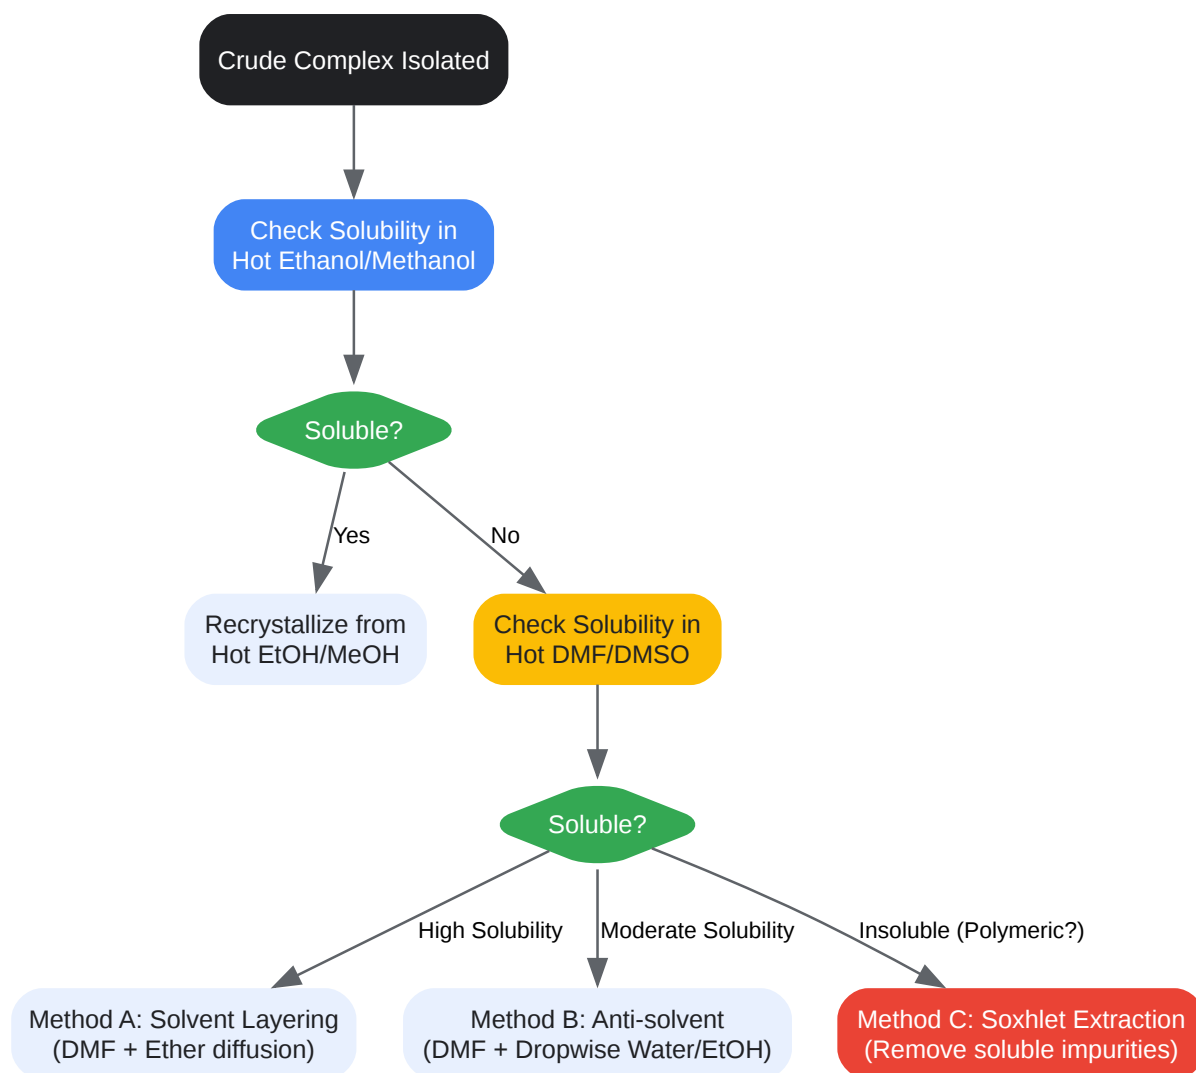 Crude Complex Isolated
Check Solubility in
Hot Ethanol/Methanol
Soluble?
Yes
No
Recrystallize from
Hot EtOH/MeOH
Check Solubility in
Hot DMF/DMSO
Soluble?
High Solubility
Moderate Solubility
Insoluble (Polymeric?)
Method A: Solvent Layering
(DMF + Ether diffusion)
Method B: Anti-solvent
(DMF + Dropwise Water/EtOH)
Method C: Soxhlet Extraction
(Remove soluble impurities)